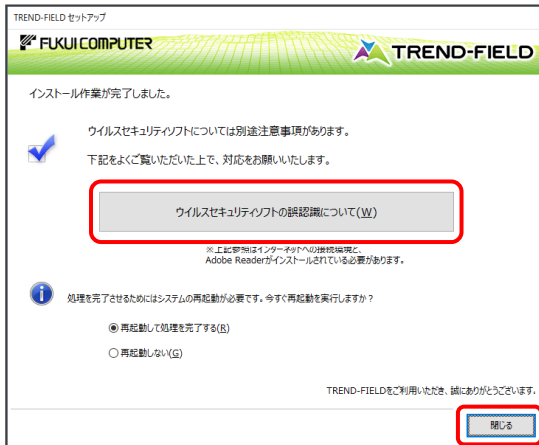 TREND-FIELD セットアップ
FUKUI COMPUTER
TREND-FIELD
インストール作業が完了しました。
ウイルスセキュリティソフトについては別途注意事項があります。
下記をよくご覧いただいた上で、対応をお願いいたします。
ウイルスセキュリティソフトの誤認識について(W)
※上記参照はインターネットへの接続環境と、
Adobe Readerがインストールされている必要があります。
処理を完了させるためにはシステムの再起動が必要です。今すぐ再起動を実行しますか？
再起動して処理を完了する(R)
再起動しない(G)
TREND-FIELDをご利用いただき、誠にありがとうございます。
閉じる